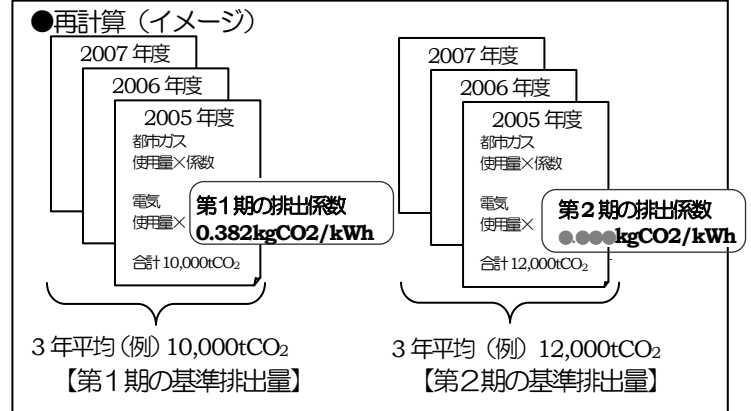 ●再計算（イメージ）
2007 年度
2006 年度
2005 年度
都市ガス
使用量×係数
電気
使用量×
第１期の排出係数
0.382kgCO2/kWh
合計 10,000tCO₂
３年平均（例）10,000tCO₂
【第１期の基準排出量】
2007 年度
2006 年度
2005 年度
都市ガス
使用量×係数
電気
使用量×
第２期の排出係数
●.●●●kgCO2/kWh
合計 12,000tCO₂
３年平均（例）12,000tCO₂
【第２期の基準排出量】